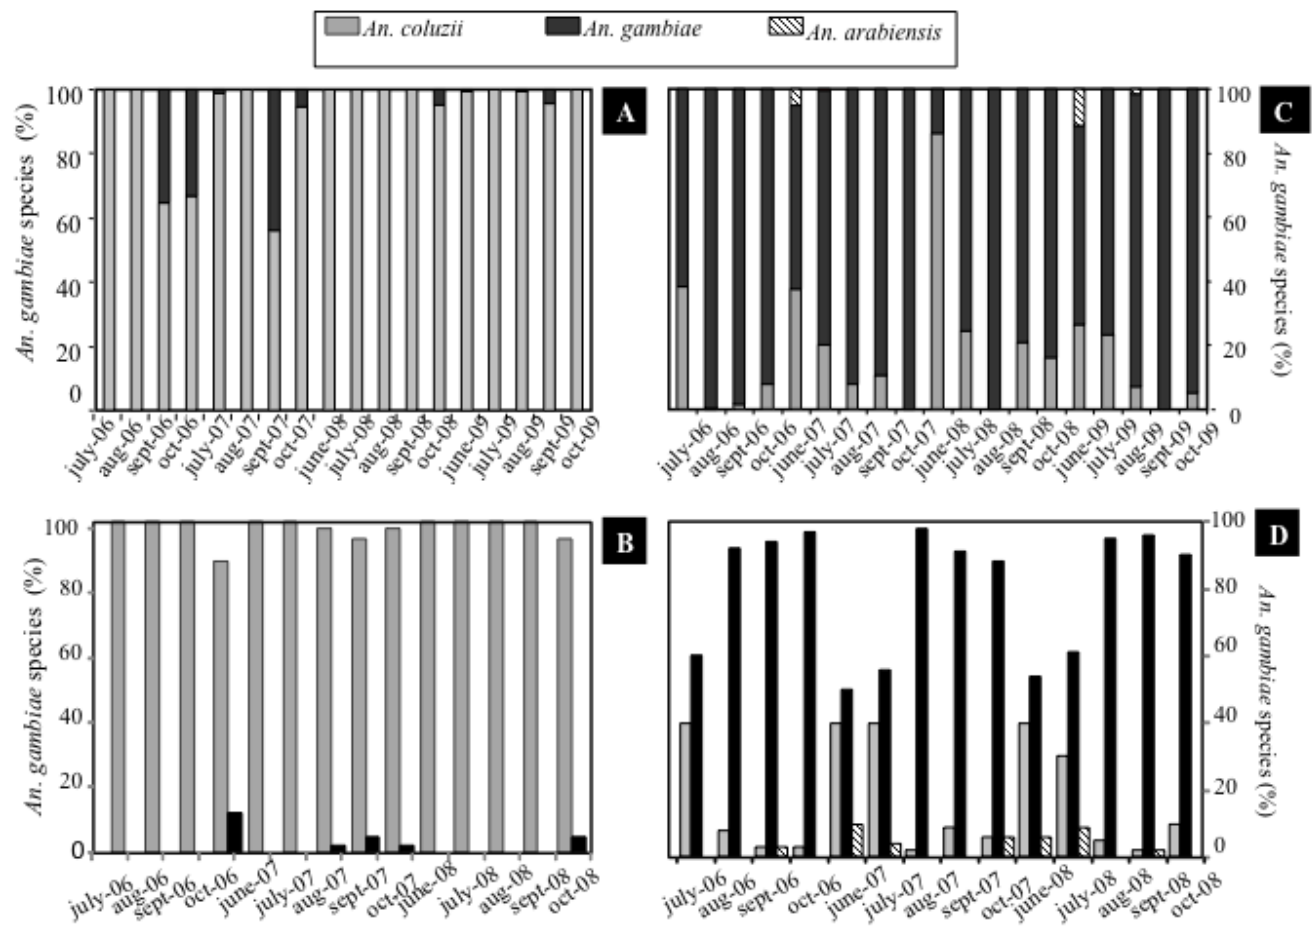 An. coluzii An. gambiae An. arabiensis
An. gambiae species (%)
100
80
60
40
20
0
A
july-06 aug-06 sept-06 oct-06 july-07 aug-07 sept-07 oct-07 june-08 july-08 aug-08 sept-08 oct-08 june-09 july-09 aug-09 sept-09 oct-09
C
100
80
60
40
20
0
An. gambiae species (%)
july-06 aug-06 sept-06 oct-06 june-07 july-07 aug-07 sept-07 oct-07 june-08 july-08 aug-08 sept-08 oct-08 june-09 july-09 aug-09 sept-09 oct-09
An. gambiae species (%)
100
80
60
40
20
0
B
july-06 aug-06 sept-06 oct-06 june-07 july-07 aug-07 sept-07 oct-07 june-08 july-08 aug-08 sept-08 oct-08
D
100
80
60
40
20
0
An. gambiae species (%)
july-06 aug-06 sept-06 oct-06 june-07 july-07 aug-07 sept-07 oct-07 june-08 july-08 aug-08 sept-08 oct-08